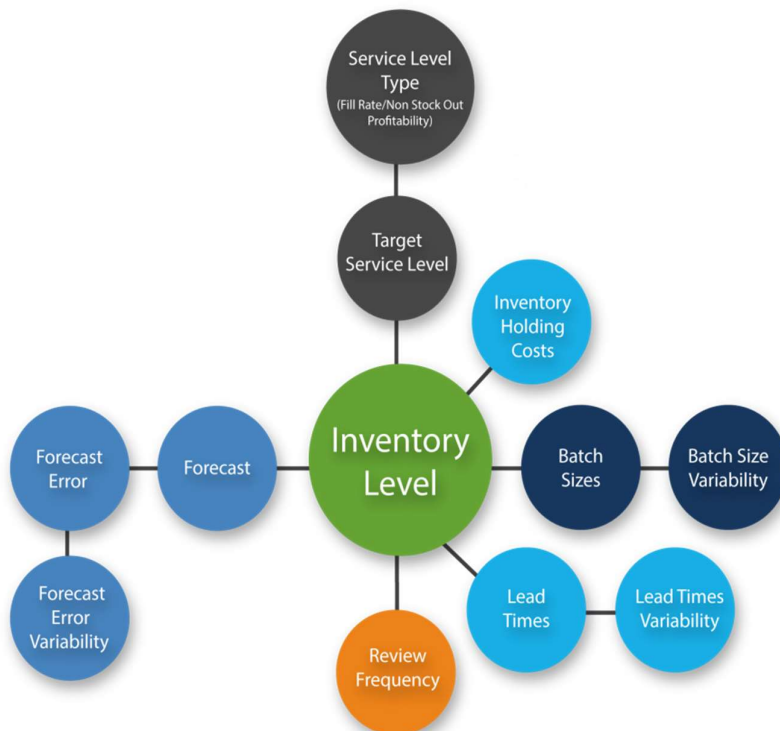 Service Level
Type
(Fill Rate/Non Stock Out
Profitability)
Target
Service Level
Inventory
Holding
Costs
Inventory
Level
Forecast
Error
Forecast
Batch
Sizes
Batch Size
Variability
Forecast
Error
Variability
Lead
Times
Lead Times
Variability
Review
Frequency